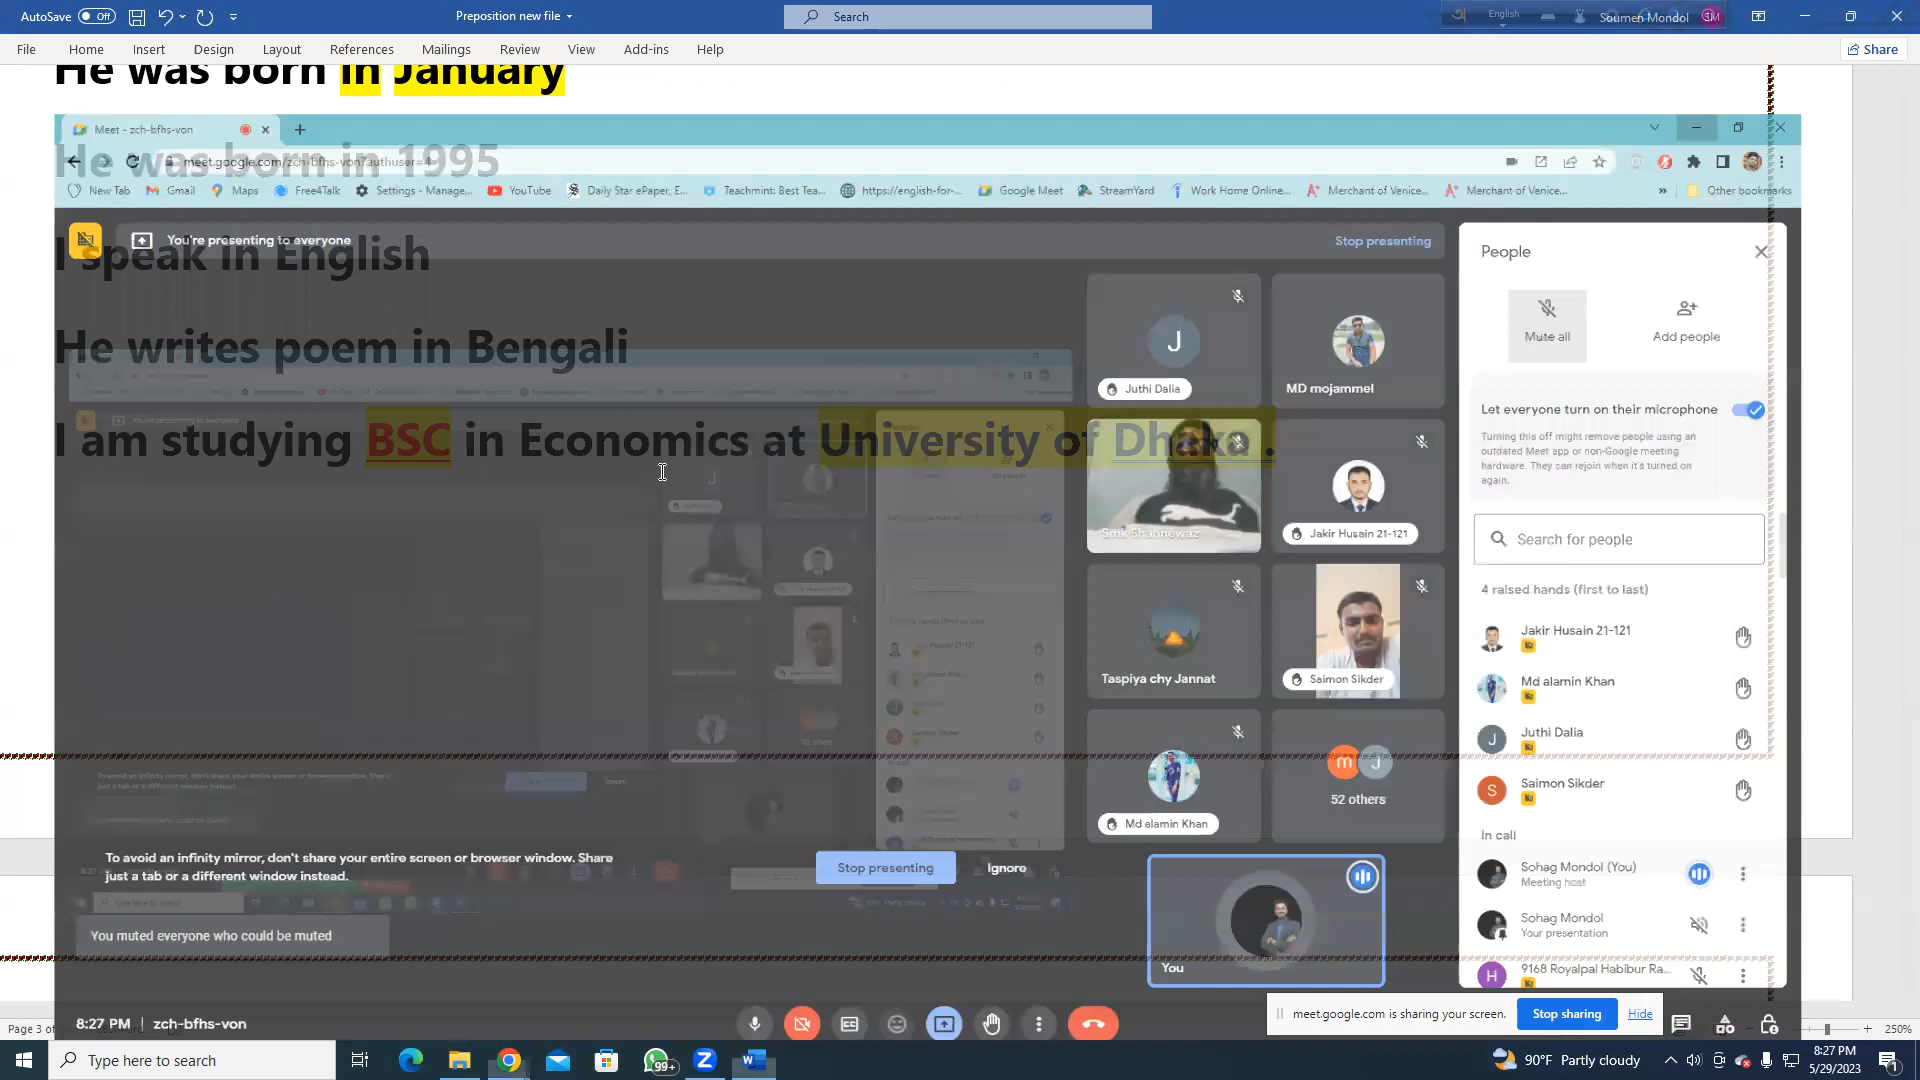 AutoSave Off
Preposition new file
Search
English
Soumen Mondol SM
File Home Insert Design Layout References Mailings Review View Add-ins Help
Share
He was born in January
Meet - zch-bfhs-von
He was born in 1995
meet.google.com/zch-bfhs-von?authuser=4
New Tab Gmail Maps Free4Talk Settings - Manage... YouTube Daily Star ePaper, E... Teachmint: Best Tea... https://english-for-... Google Meet StreamYard Work Home Online... Merchant of Venice... Merchant of Venice... » Other bookmarks
You're presenting to everyone
Stop presenting
I speak in English
He writes poem in Bengali
I am studying BSC in Economics at University of Dhaka .
J
Juthi Dalia
MD mojammel
Smk Shahnewaz
Jakir Husain 21-121
Taspiya chy Jannat
Saimon Sikder
Md alamin Khan
m J
52 others
You
People
Mute all
Add people
Let everyone turn on their microphone
Turning this off might remove people using an
outdated Meet app or non-Google meeting
hardware. They can rejoin when it's turned on
again.
Search for people
4 raised hands (first to last)
Jakir Husain 21-121
Md alamin Khan
J Juthi Dalia
S Saimon Sikder
In call
Sohag Mondol (You)
Meeting host
Sohag Mondol
Your presentation
H 9168 Royalpal Habibur Ra...
To avoid an infinity mirror, don't share your entire screen or browser window. Share
just a tab or a different window instead.
Stop presenting
Ignore
You muted everyone who could be muted
8:27 PM zch-bfhs-von
meet.google.com is sharing your screen.
Stop sharing
Hide
Page 3 of
250%
Type here to search
99+
90°F Partly cloudy
8:27 PM
5/29/2023
1